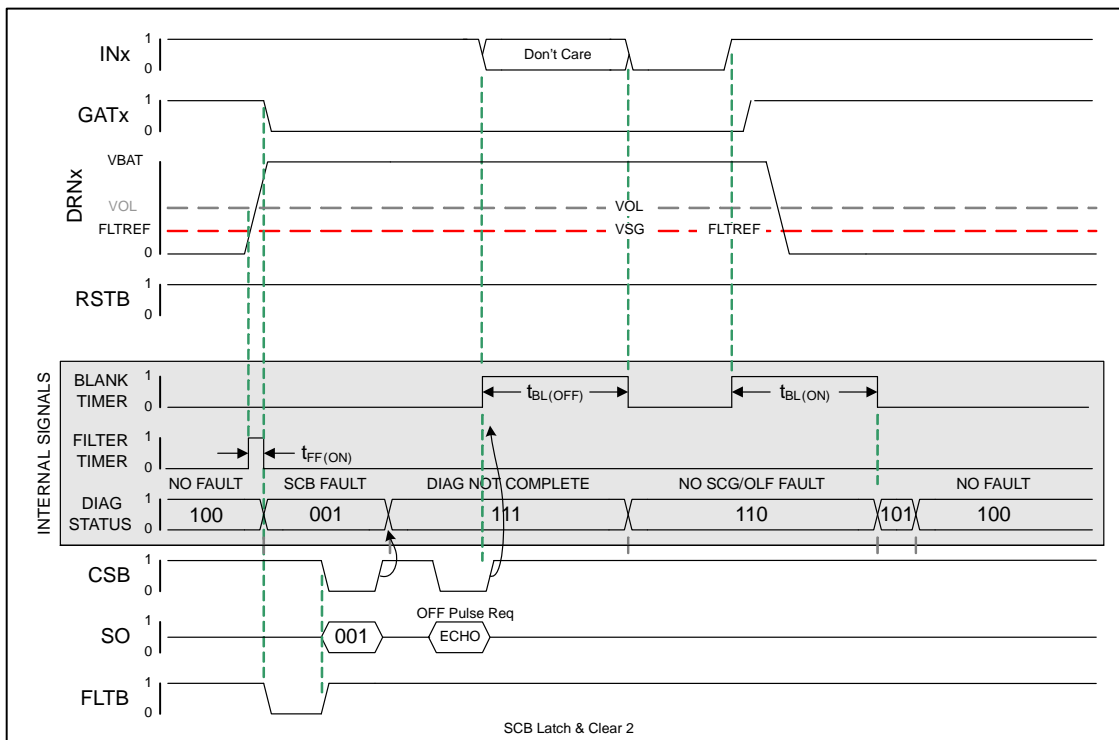 INx
1
0
Don't Care
GATx
1
0
DRNx
VBAT
VOL
FLTREF
0
VOL
VSG
FLTREF
RSTB
1
0
INTERNAL SIGNALS
BLANK
TIMER
1
0
tBL(OFF)
tBL(ON)
FILTER
TIMER
1
0
tFF(ON)
NO FAULT
SCB FAULT
DIAG NOT COMPLETE
NO SCG/OLF FAULT
NO FAULT
DIAG
STATUS
1
0
100
001
111
110
101
100
CSB
1
0
OFF Pulse Req
SO
1
0
001
ECHO
FLTB
1
0
SCB Latch & Clear 2